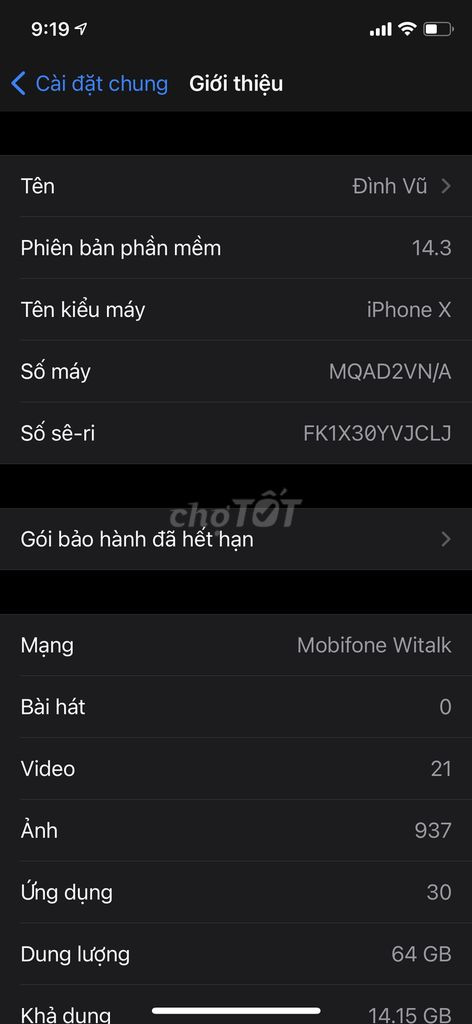 9:19
Cài đặt chung Giới thiệu
Tên Đình Vũ
Phiên bản phần mềm 14.3
Tên kiểu máy iPhone X
Số máy MQAD2VN/A
Số sê-ri FK1X30YVJCLJ
chợTỐT
Gói bảo hành đã hết hạn
Mạng Mobifone Witalk
Bài hát 0
Video 21
Ảnh 937
Ứng dụng 30
Dung lượng 64 GB
Khả dụng 14,15 GB